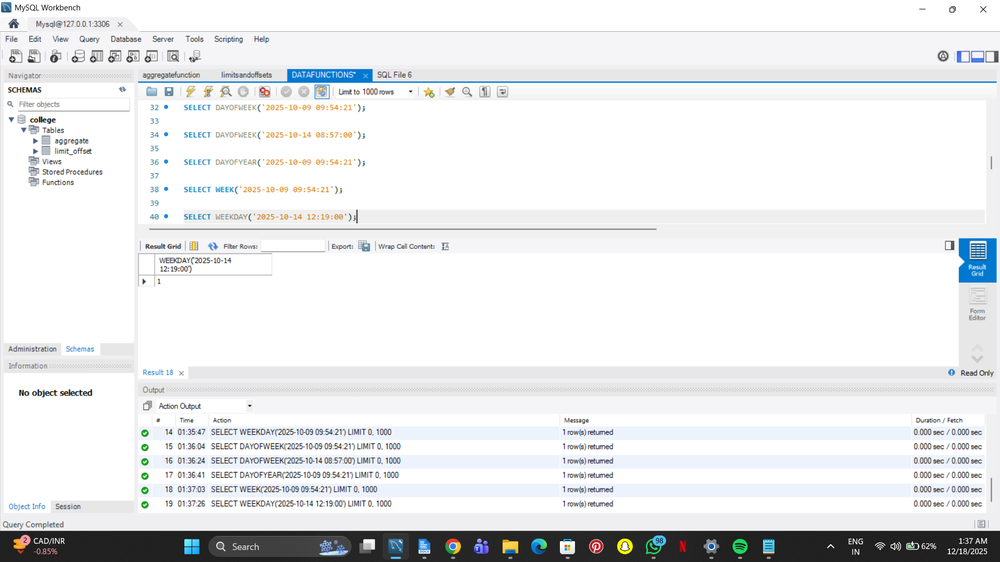 MySQL Workbench
Mysql@127.0.0.1:3306
File Edit View Query Database Server Tools Scripting Help
Navigator
SCHEMAS
Filter objects
college
Tables
aggregate
limit_offset
Views
Stored Procedures
Functions
Administration Schemas
Information
No object selected
Object Info Session
aggregatefunction limitsandoffsets DATAFUNCTIONS* SQL File 6
Limit to 1000 rows
32 SELECT DAYOFWEEK('2025-10-09 09:54:21');
33
34 SELECT DAYOFWEEK('2025-10-14 08:57:00');
35
36 SELECT DAYOFYEAR('2025-10-09 09:54:21');
37
38 SELECT WEEK('2025-10-09 09:54:21');
39
40 SELECT WEEKDAY('2025-10-14 12:19:00');
Result Grid Filter Rows: Export: Wrap Cell Content:
WEEKDAY('2025-10-14
12:19:00')
1
Result
Grid
Form
Editor
Result 18
Read Only
Output
Action Output
# Time Action Message Duration / Fetch
14 01:35:47 SELECT WEEKDAY('2025-10-09 09:54:21') LIMIT 0, 1000 1 row(s) returned 0.000 sec / 0.000 sec
15 01:36:04 SELECT DAYOFWEEK('2025-10-09 09:54:21') LIMIT 0, 1000 1 row(s) returned 0.000 sec / 0.000 sec
16 01:36:24 SELECT DAYOFWEEK('2025-10-14 08:57:00') LIMIT 0, 1000 1 row(s) returned 0.000 sec / 0.000 sec
17 01:36:41 SELECT DAYOFYEAR('2025-10-09 09:54:21') LIMIT 0, 1000 1 row(s) returned 0.000 sec / 0.000 sec
18 01:37:03 SELECT WEEK('2025-10-09 09:54:21') LIMIT 0, 1000 1 row(s) returned 0.000 sec / 0.000 sec
19 01:37:26 SELECT WEEKDAY('2025-10-14 12:19:00') LIMIT 0, 1000 1 row(s) returned 0.000 sec / 0.000 sec
Query Completed
2
CAD/INR
-0.85%
Search
98
ENG
IN
62%
1:37 AM
12/18/2025